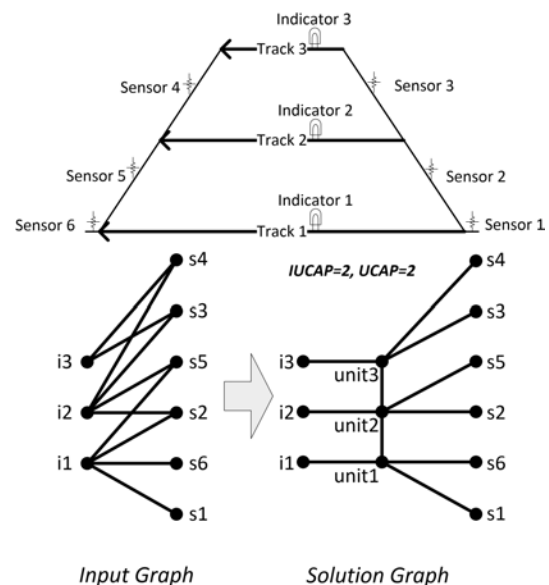 Indicator 3
Track 3
Sensor 4
Sensor 3
Indicator 2
Track 2
Sensor 5
Sensor 2
Indicator 1
Sensor 6
Sensor 1
Track 1
IUCAP=2, UCAP=2
s4
s3
i3
s5
i2
s2
i1
s6
s1
s4
s3
i3
unit3
s5
i2
unit2
s2
i1
unit1
s6
s1
Input Graph
Solution Graph